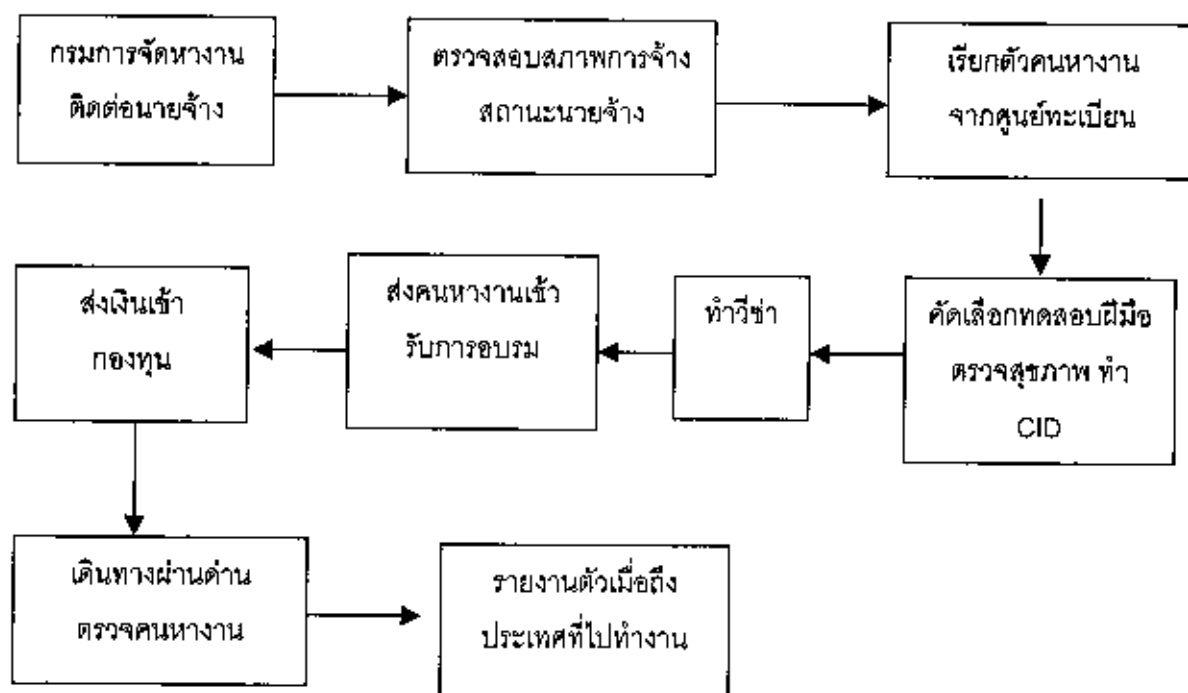 กรมการจัดหางาน
ติดต่อนายจ้าง
ตรวจสอบสภาพการจ้าง
สถานะนายจ้าง
เรียกตัวคนหางาน
จากศูนย์ทะเบียน
คัดเลือกทดสอบฝีมือ
ตรวจสุขภาพ ทำ
CID
ทำวีซ่า
ส่งคนหางานเข้า
รับการอบรม
ส่งเงินเข้า
กองทุน
เดินทางผ่านด่าน
ตรวจคนหางาน
รายงานตัวเมื่อถึง
ประเทศที่ไปทำงาน